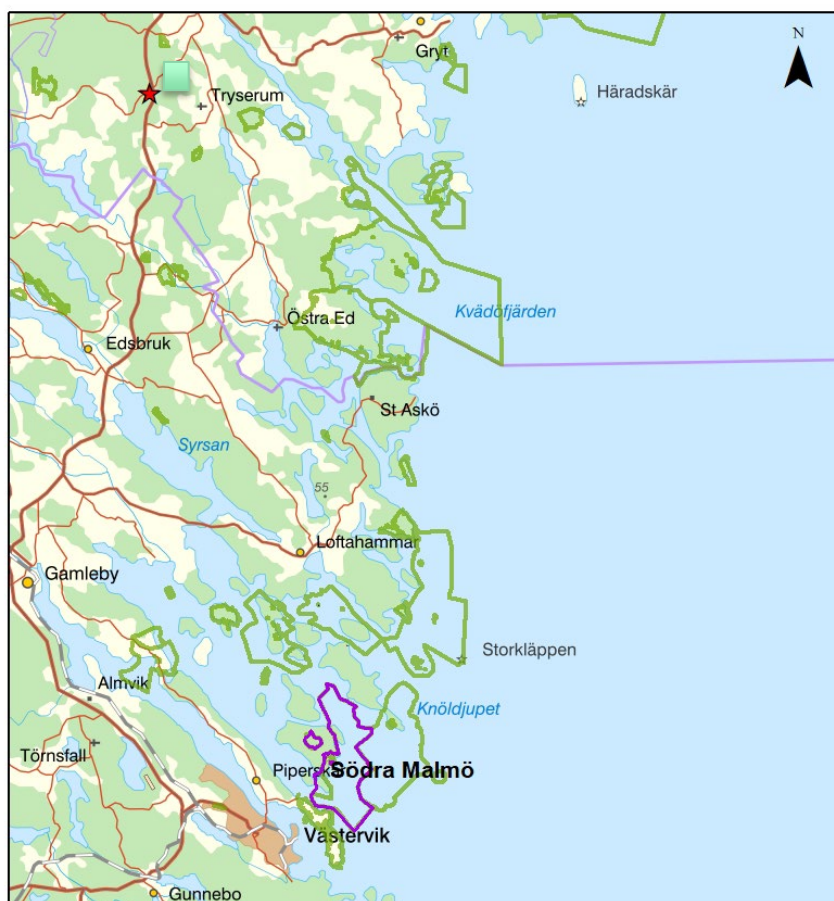 N
Gryt
Häradskär
Tryserum
Kvädöfjärden
Östra Ed
Edsbruk
St Askö
Syrsan
55
Loftahammar
Gamleby
Storkläppen
Almvik
Knöldjupet
Törnsfall
Södra Malmö
Västervik
Gunnebo